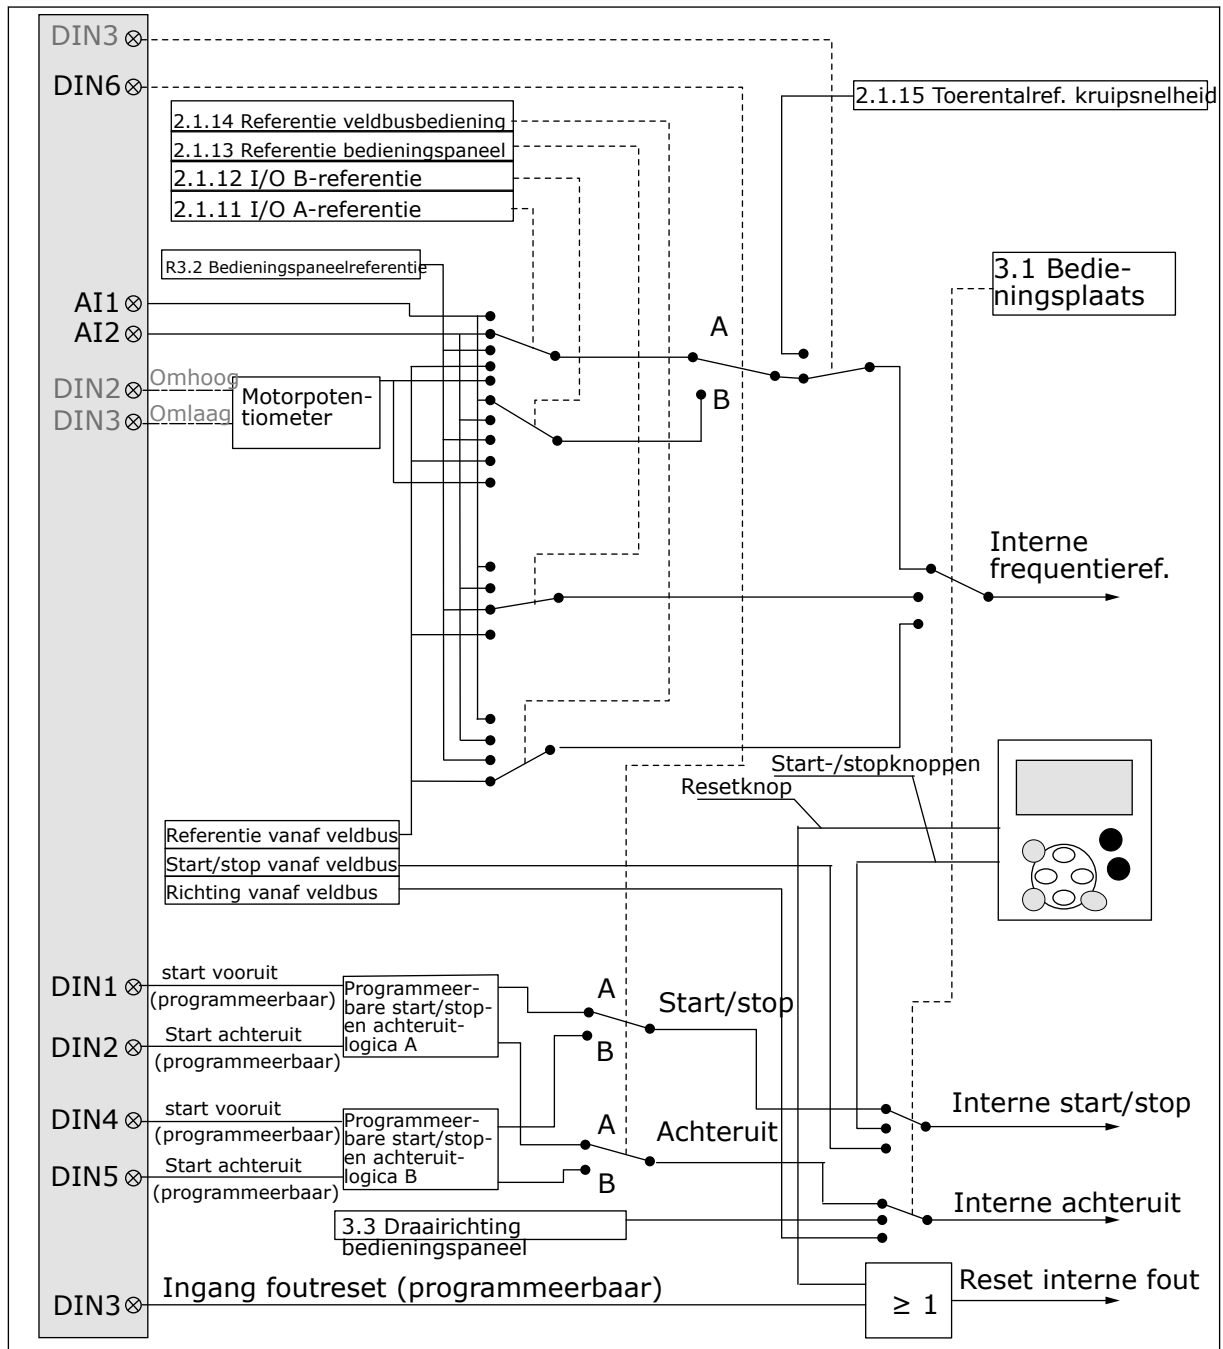 DIN3
DIN6
2.1.15 Toerentalref. kruipsnelheid
2.1.14 Referentie veldbusbediening
2.1.13 Referentie bedieningspaneel
2.1.12 I/O B-referentie
2.1.11 I/O A-referentie
R3.2 Bedieningspaneelreferentie
3.1 Bedie-
ningsplaats
AI1
AI2
A
B
DIN2
Omhoog
DIN3
Omlaag
Motorpoten-
tiometer
Interne
frequentieref.
Start-/stopknoppen
Resetknop
Referentie vanaf veldbus
Start/stop vanaf veldbus
Richting vanaf veldbus
DIN1
start vooruit
(programmeerbaar)
DIN2
Start achteruit
(programmeerbaar)
Programmeer-
bare start/stop-
en achteruit-
logica A
A
B
Start/stop
DIN4
start vooruit
(programmeerbaar)
DIN5
Start achteruit
(programmeerbaar)
Programmeer-
bare start/stop-
en achteruit-
logica B
A
B
Achteruit
Interne start/stop
Interne achteruit
3.3 Draairichting
bedieningspaneel
DIN3
Ingang foutreset (programmeerbaar)
≥ 1
Reset interne fout